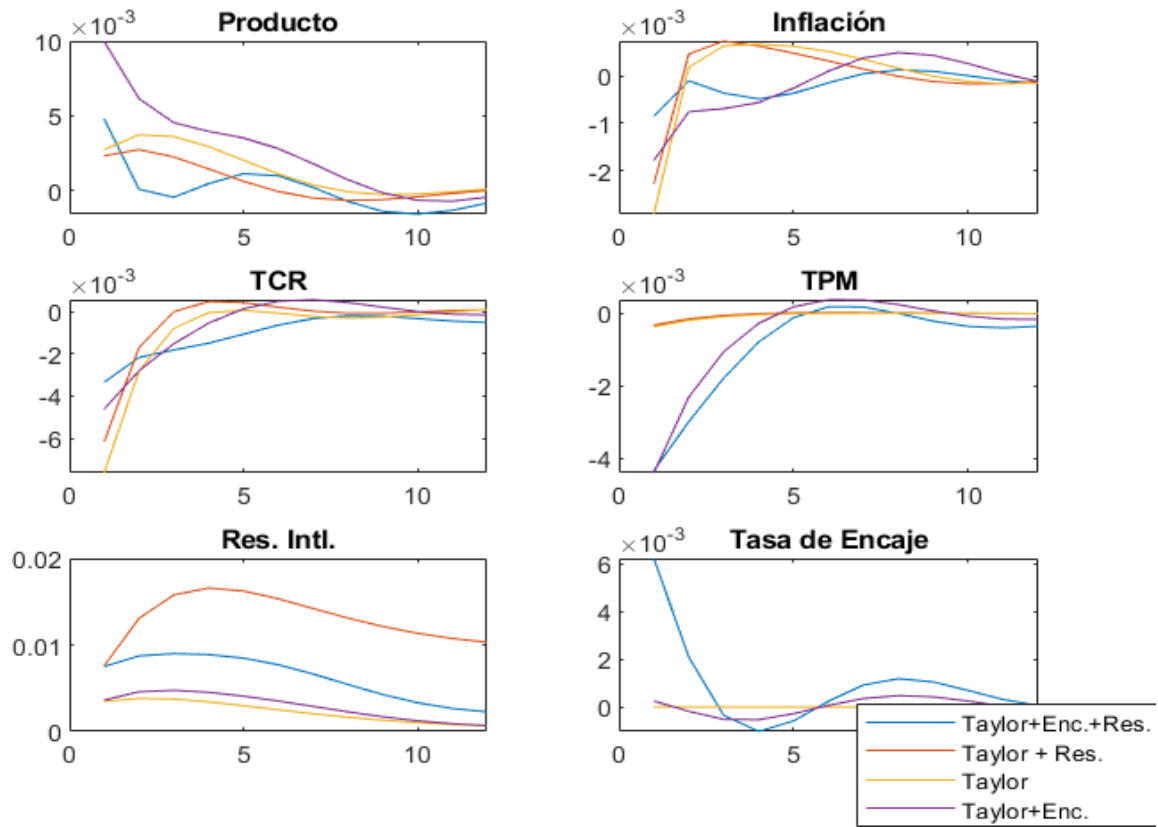 Producto
×10⁻³
10
5
0
0 5 10
Inflación
×10⁻³
0
-1
-2
0 5 10
TCR
×10⁻³
0
-2
-4
-6
0 5 10
TPM
×10⁻³
0
-2
-4
0 5 10
Res. Intl.
0.02
0.01
0
0 5 10
Tasa de Encaje
×10⁻³
6
4
2
0
0 5
Taylor+Enc.+Res.
Taylor + Res.
Taylor
Taylor+Enc.